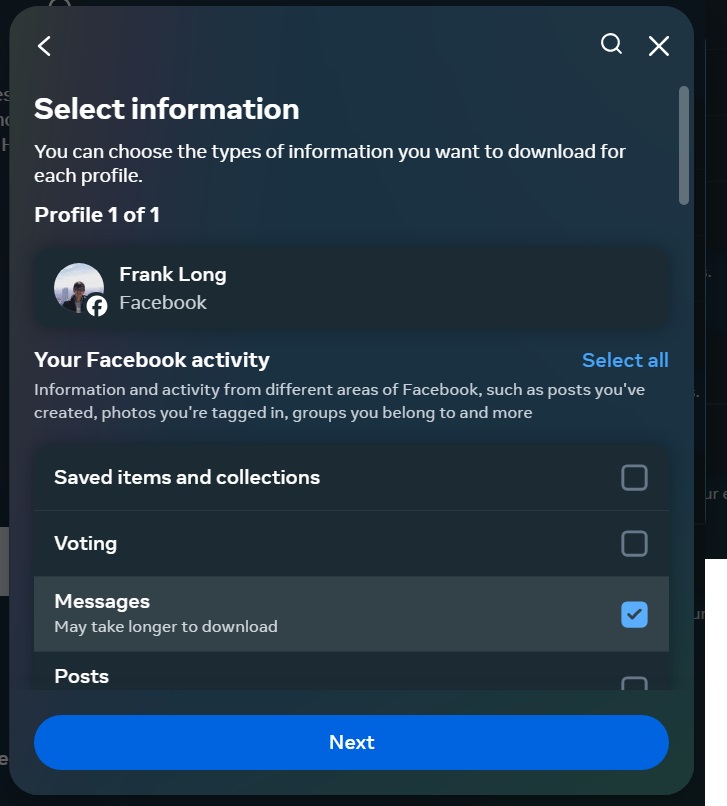 Select information
You can choose the types of information you want to download for
each profile.
Profile 1 of 1
Frank Long
Facebook
Your Facebook activity
Select all
Information and activity from different areas of Facebook, such as posts you've
created, photos you're tagged in, groups you belong to and more
Saved items and collections
Voting
Messages
May take longer to download
Posts
Next